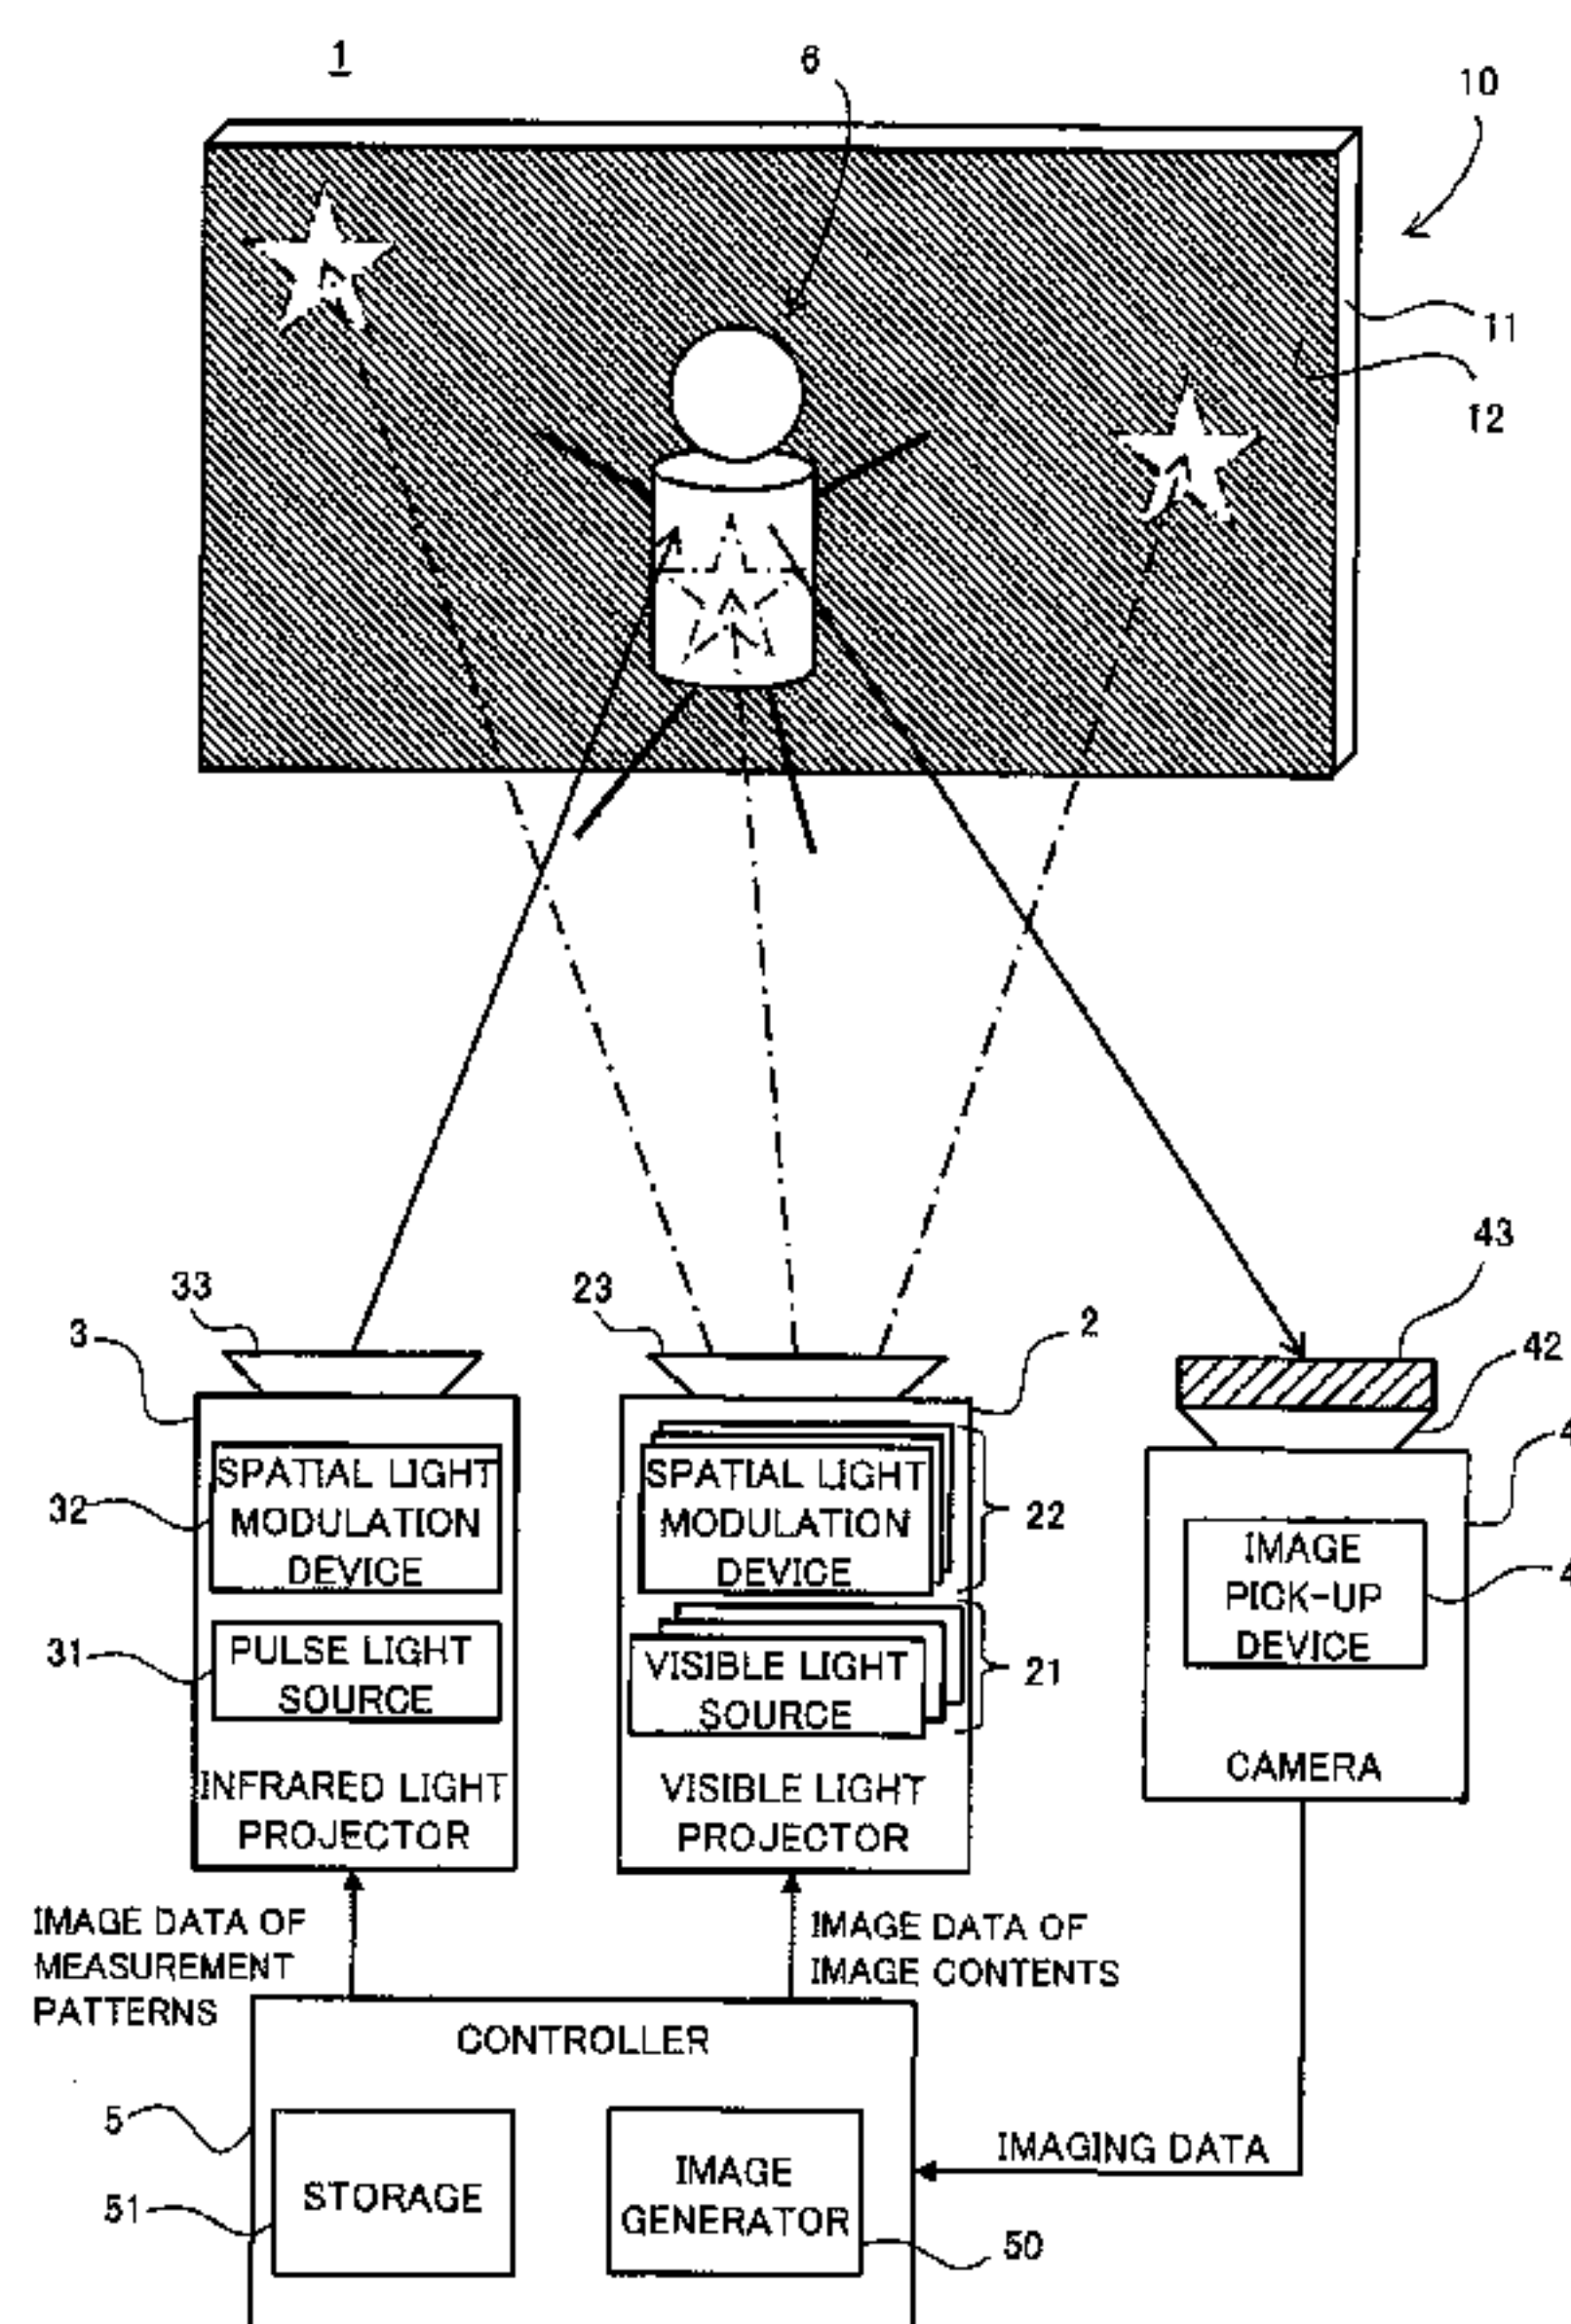 1
6
10
11
12
33
3
23
2
43
42
4
SPATIAL LIGHT
MODULATION
DEVICE
32
SPATIAL LIGHT
MODULATION
DEVICE
22
IMAGE
PICK-UP
DEVICE
4
PULSE LIGHT
SOURCE
31
VISIBLE LIGHT
SOURCE
21
INFRARED LIGHT
PROJECTOR
VISIBLE LIGHT
PROJECTOR
CAMERA
IMAGE DATA OF
MEASUREMENT
PATTERNS
IMAGE DATA OF
IMAGE CONTENTS
CONTROLLER
5
51
STORAGE
IMAGE
GENERATOR
50
IMAGING DATA